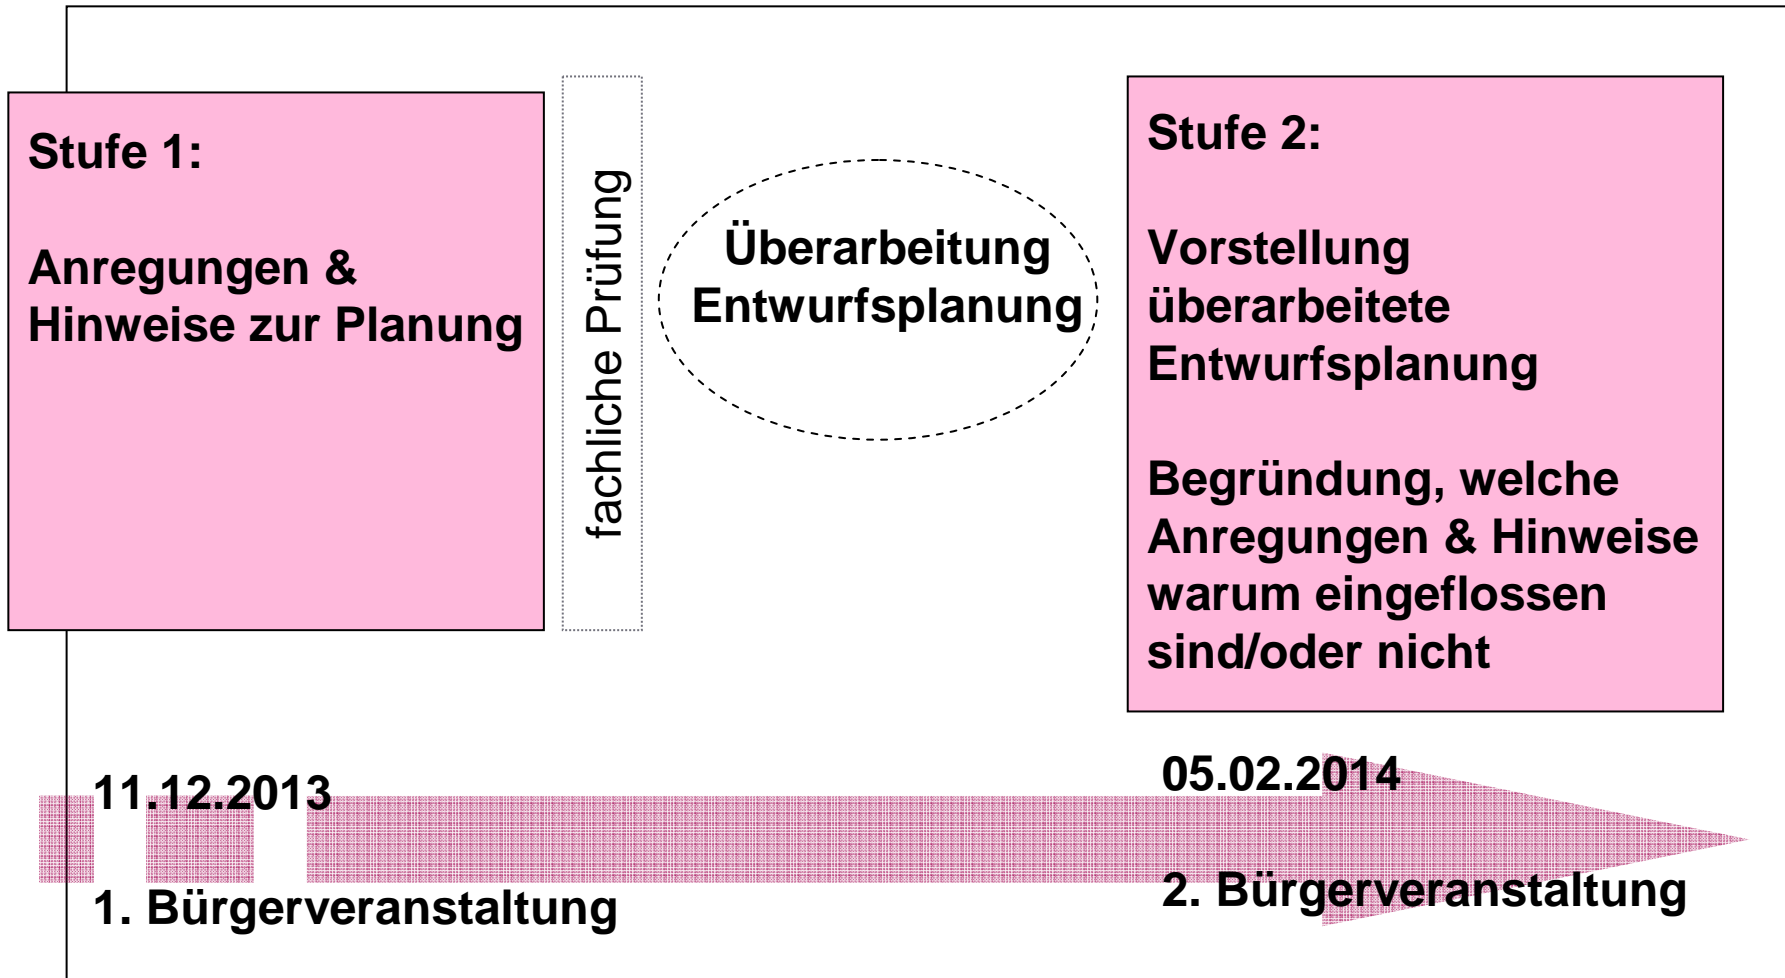 Stufe 1:
Anregungen &
Hinweise zur Planung
fachliche Prüfung
Überarbeitung
Entwurfsplanung
Stufe 2:
Vorstellung
überarbeitete
Entwurfsplanung
Begründung, welche
Anregungen & Hinweise
warum eingeflossen
sind/oder nicht
11.12.2013
1. Bürgerveranstaltung
05.02.2014
2. Bürgerveranstaltung